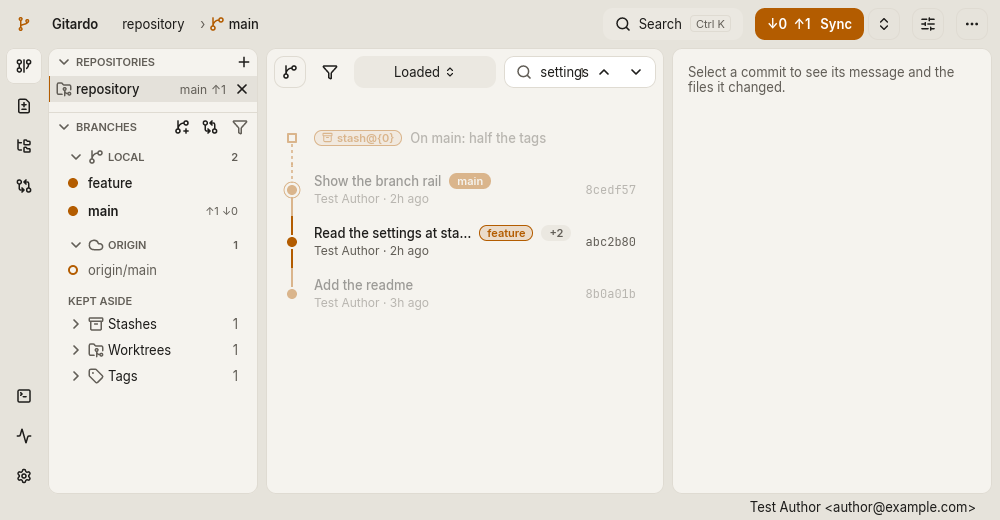 Gitardo repository › main Search Ctrl K ↓0 ↑1 Sync
REPOSITORIES
repository main ↑1
BRANCHES
LOCAL 2
feature
main ↑1 ↓0
ORIGIN 1
origin/main
KEPT ASIDE
Stashes 1
Worktrees 1
Tags 1
Loaded settings
stash@{0} On main: half the tags
Show the branch rail main
Test Author · 2h ago 8cedf57
Read the settings at sta... feature +2
Test Author · 2h ago abc2b80
Add the readme
Test Author · 3h ago 8b0a01b
Select a commit to see its message and the
files it changed.
Test Author <author@example.com>